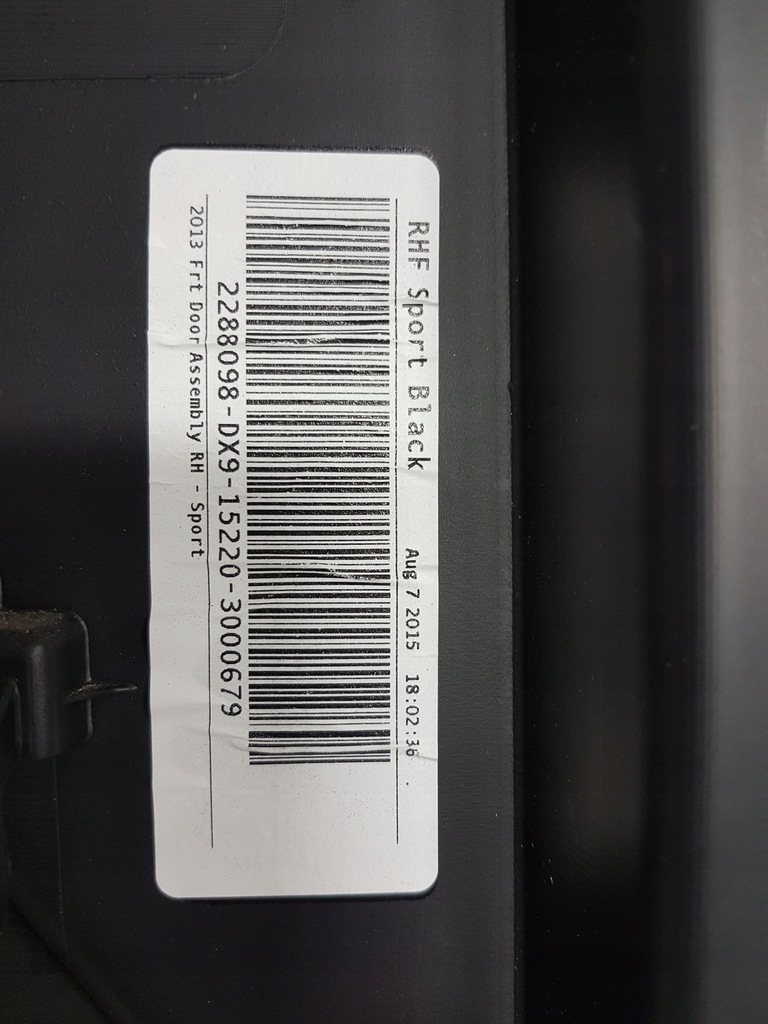 RHF Sport Black Aug 7 2015 18:02:36
2288098-DX9-15220-3000679
2013 Frt Door Assembly RH - Sport